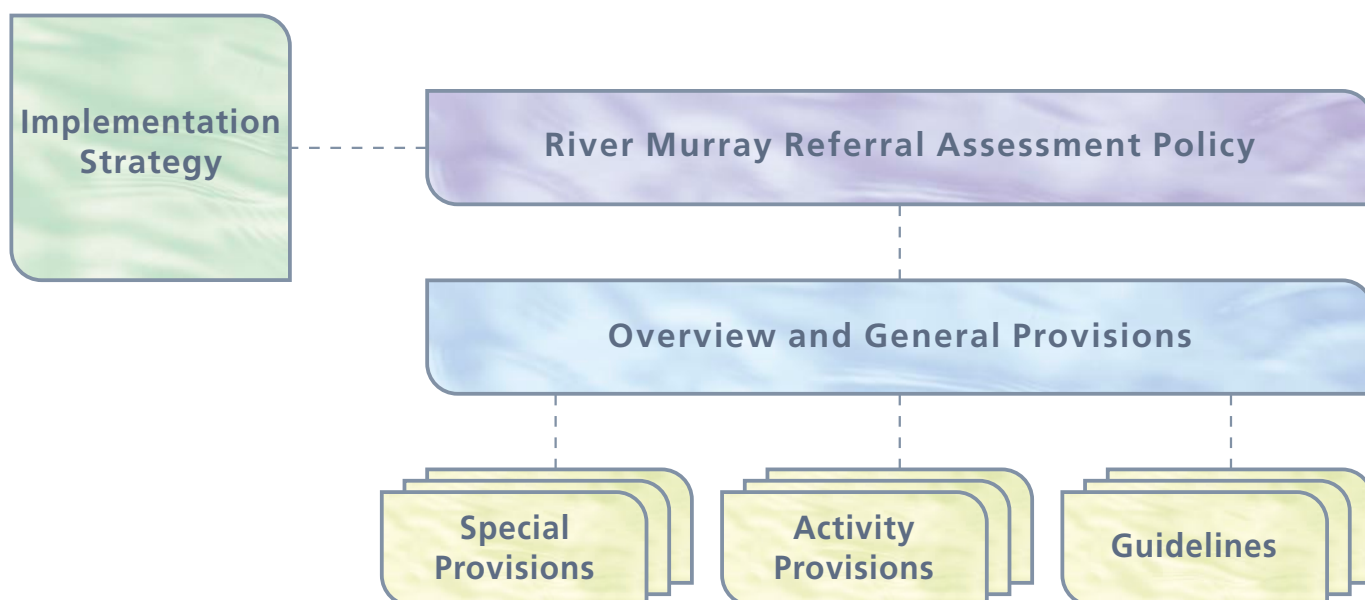 Implementation
Strategy
River Murray Referral Assessment Policy
Overview and General Provisions
Special
Provisions
Activity
Provisions
Guidelines